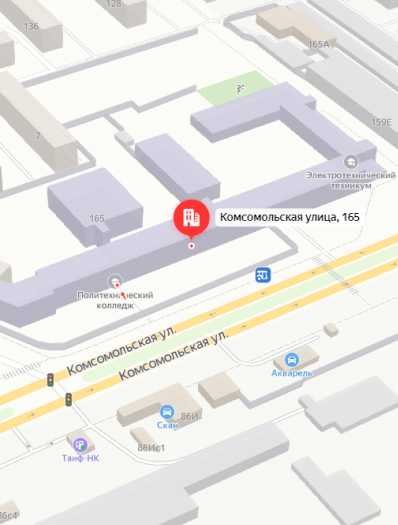 128
136
165А
159Е
7
Электротехнический
техникум
165
Комсомольская улица, 165
Политехнический
колледж
Комсомольская ул.
Комсомольская ул.
Акварель
86И
Скан
86Ис1
Таиф-НК
86с4